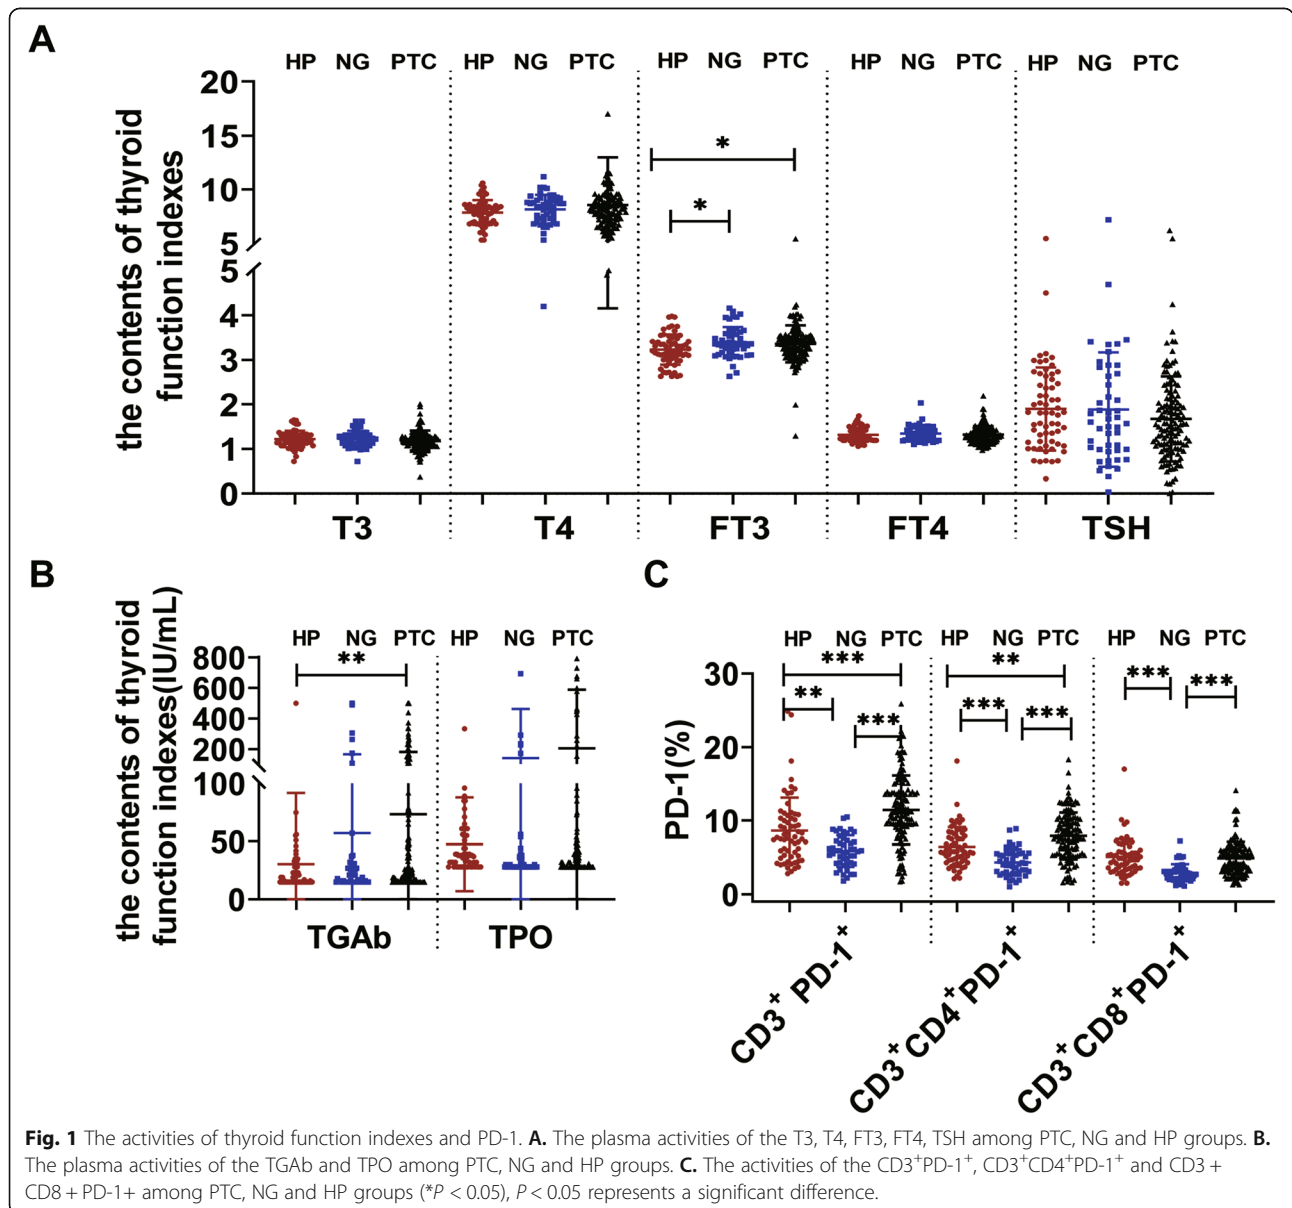 A
HP NG PTC HP NG PTC HP NG PTC HP NG PTC HP NG PTC
the contents of thyroid
function indexes
20
15
10
5
5
4
3
2
1
0
*
*
T3 T4 FT3 FT4 TSH
B
HP NG PTC HP NG PTC
the contents of thyroid
function indexes(IU/mL)
800
600
400
200
100
50
0
**
TGAb TPO
C
HP NG PTC HP NG PTC HP NG PTC
PD-1(%)
30
20
10
0
***
**
***
**
***
***
***
***
CD3⁺ PD-1⁺
CD3⁺CD4⁺PD-1⁺
CD3⁺CD8⁺PD-1⁺
Fig. 1 The activities of thyroid function indexes and PD-1. A. The plasma activities of the T3, T4, FT3, FT4, TSH among PTC, NG and HP groups. B.
The plasma activities of the TGAb and TPO among PTC, NG and HP groups. C. The activities of the CD3⁺PD-1⁺, CD3⁺CD4⁺PD-1⁺ and CD3 +
CD8 + PD-1+ among PTC, NG and HP groups (*P < 0.05), P < 0.05 represents a significant difference.